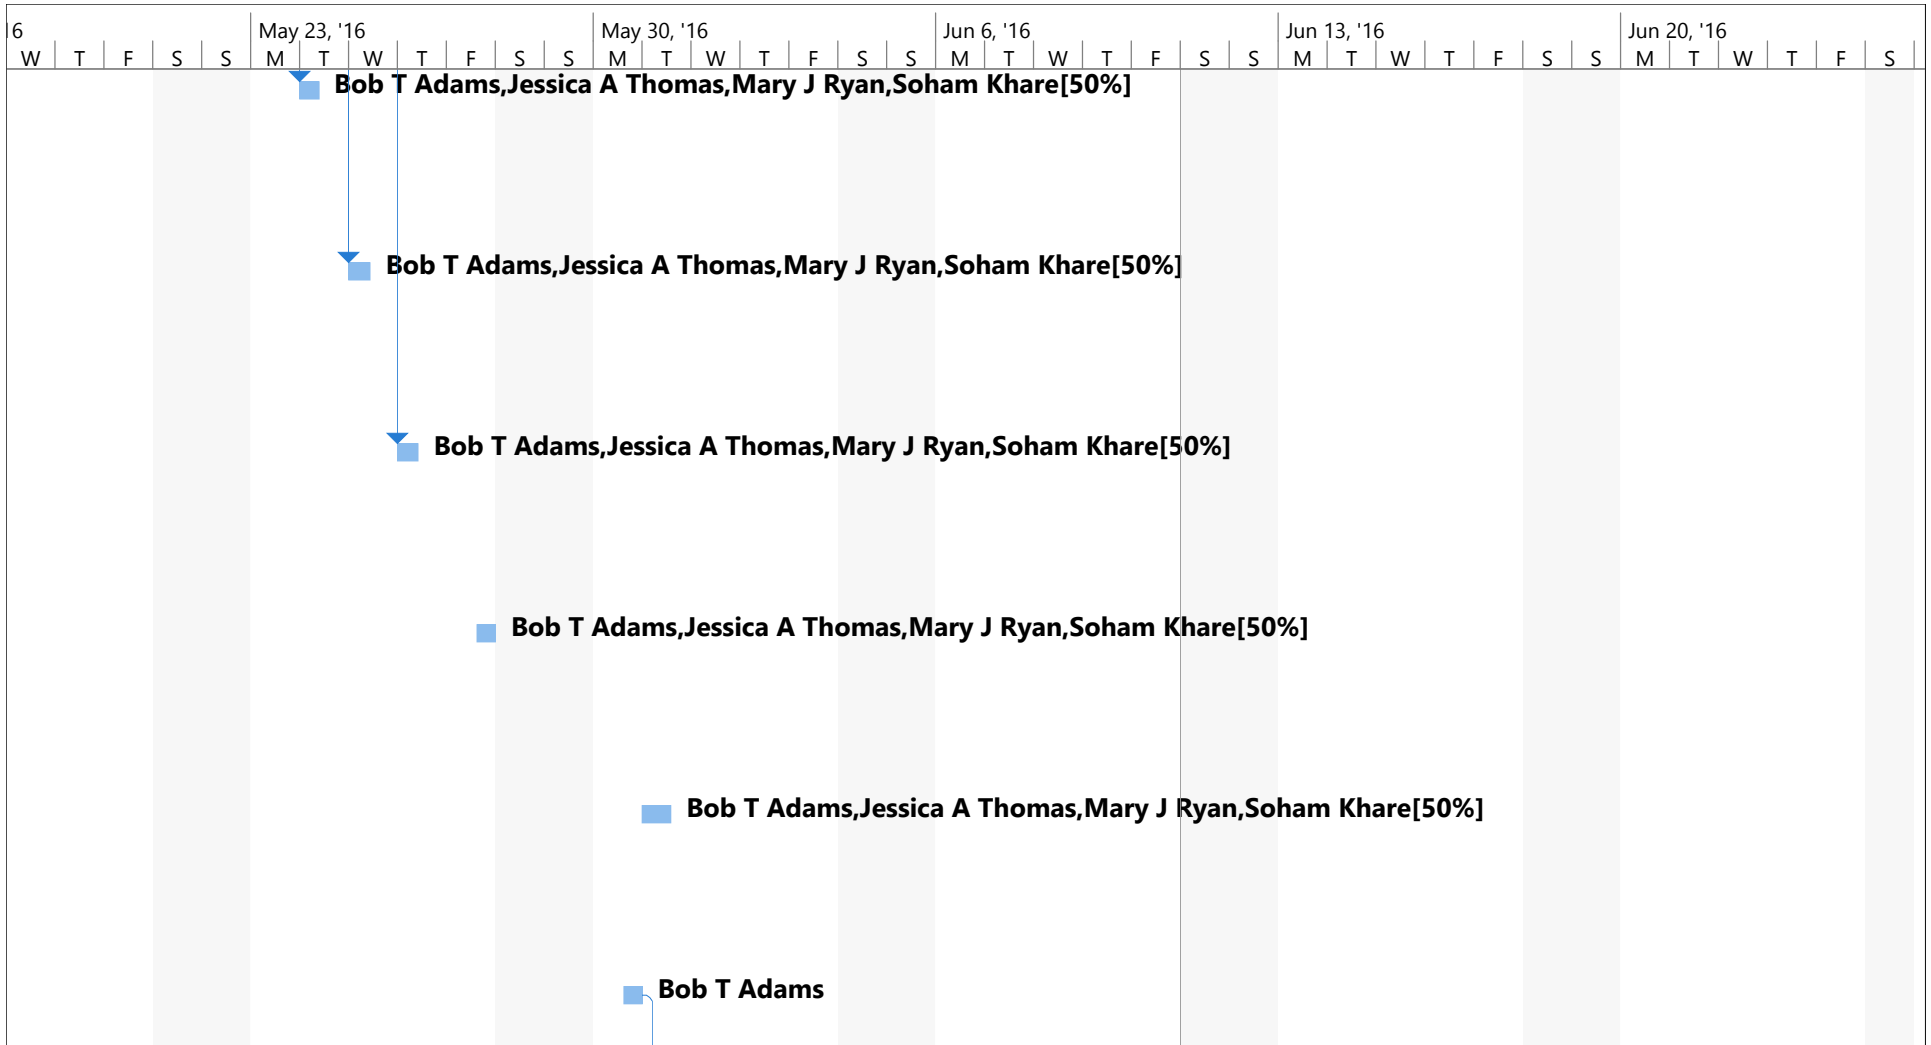 16 May 23, '16 May 30, '16 Jun 6, '16 Jun 13, '16 Jun 20, '16
W T F S S M T W T F S S M T W T F S S M T W T F S S M T W T F S S M T W T F S
Bob T Adams,Jessica A Thomas,Mary J Ryan,Soham Khare[50%]
Bob T Adams,Jessica A Thomas,Mary J Ryan,Soham Khare[50%]
Bob T Adams,Jessica A Thomas,Mary J Ryan,Soham Khare[50%]
Bob T Adams,Jessica A Thomas,Mary J Ryan,Soham Khare[50%]
Bob T Adams,Jessica A Thomas,Mary J Ryan,Soham Khare[50%]
Bob T Adams